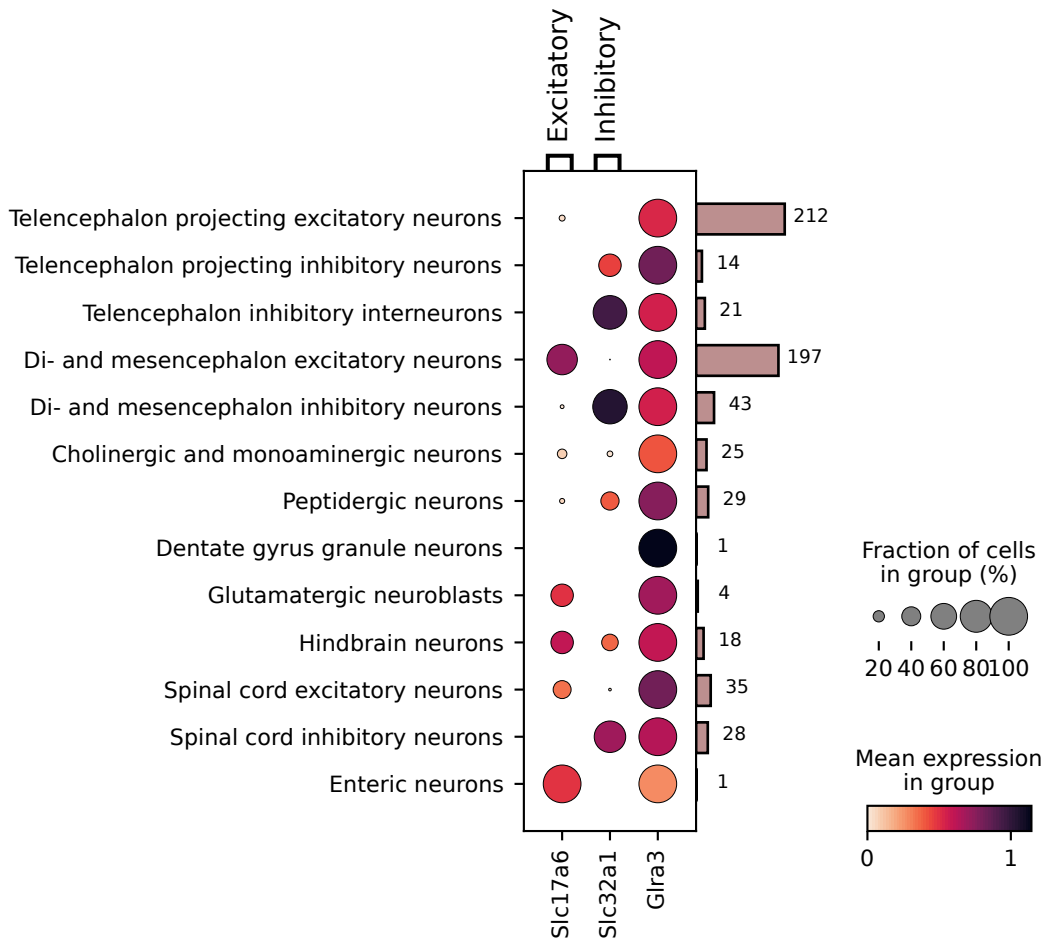 Excitatory
Inhibitory
Telencephalon projecting excitatory neurons
212
Telencephalon projecting inhibitory neurons
14
Telencephalon inhibitory interneurons
21
Di- and mesencephalon excitatory neurons
197
Di- and mesencephalon inhibitory neurons
43
Cholinergic and monoaminergic neurons
25
Peptidergic neurons
29
Dentate gyrus granule neurons
1
Glutamatergic neuroblasts
4
Hindbrain neurons
18
Spinal cord excitatory neurons
35
Spinal cord inhibitory neurons
28
Enteric neurons
1
Slc17a6
Slc32a1
Glra3
Fraction of cells
in group (%)
20 40 60 80 100
Mean expression
in group
0 1